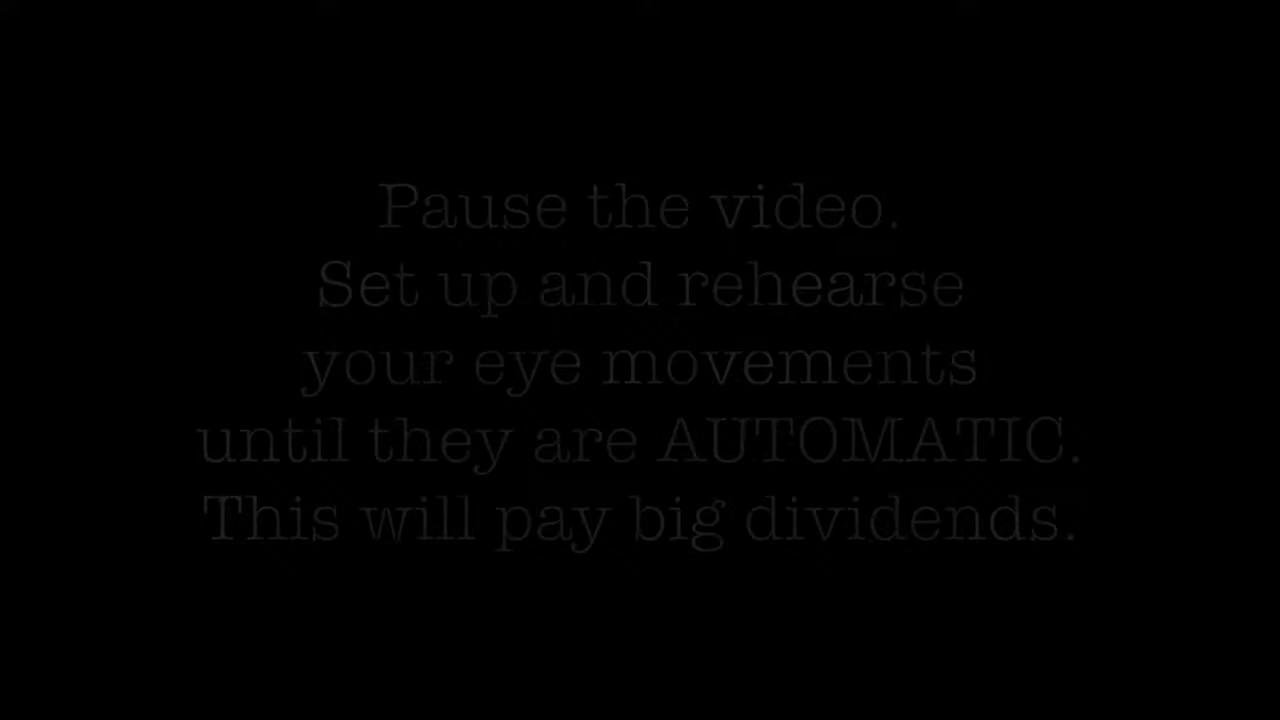 Pause the video.
Set up and rehearse
your eye movements
until they are AUTOMATIC.
This will pay big dividends.